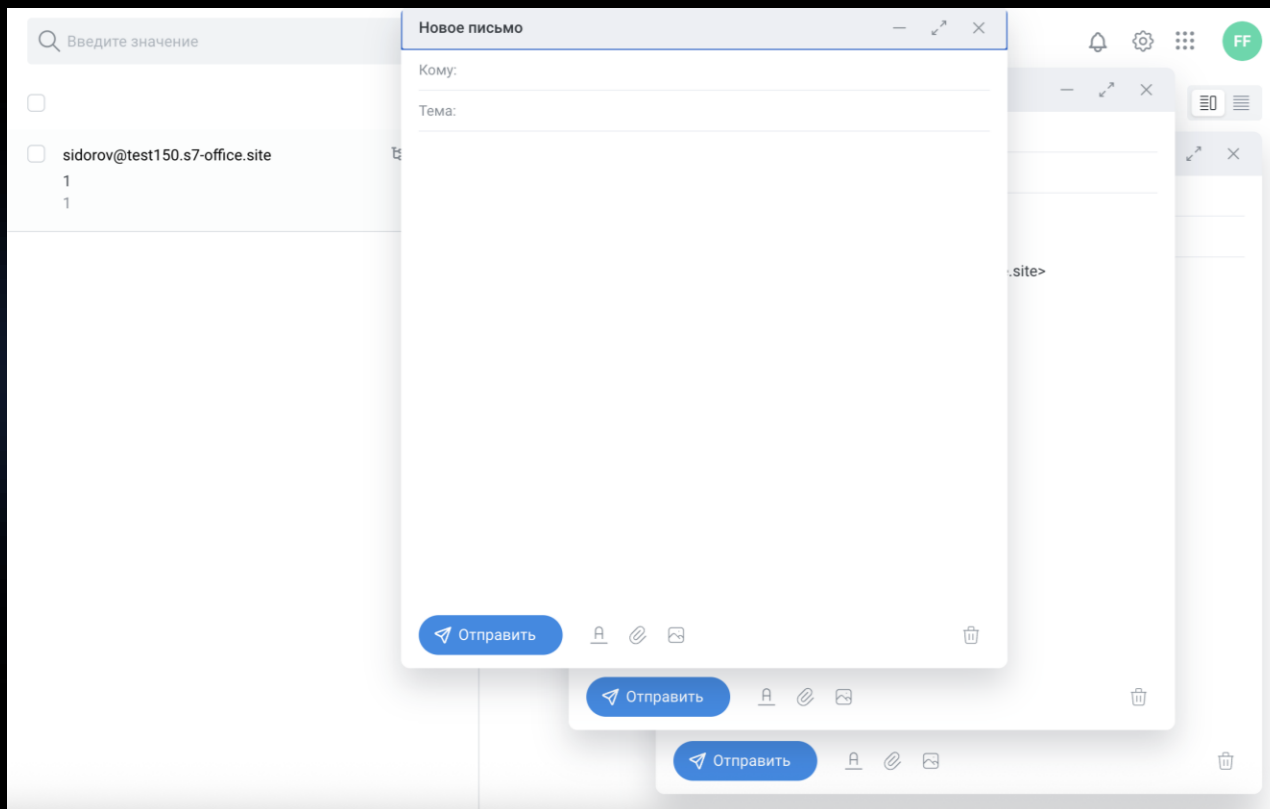 Введите значение
Новое письмо
FF
Кому:
Тема:
sidorov@test150.s7-office.site
1
1
.site>
Отправить
Отправить
Отправить